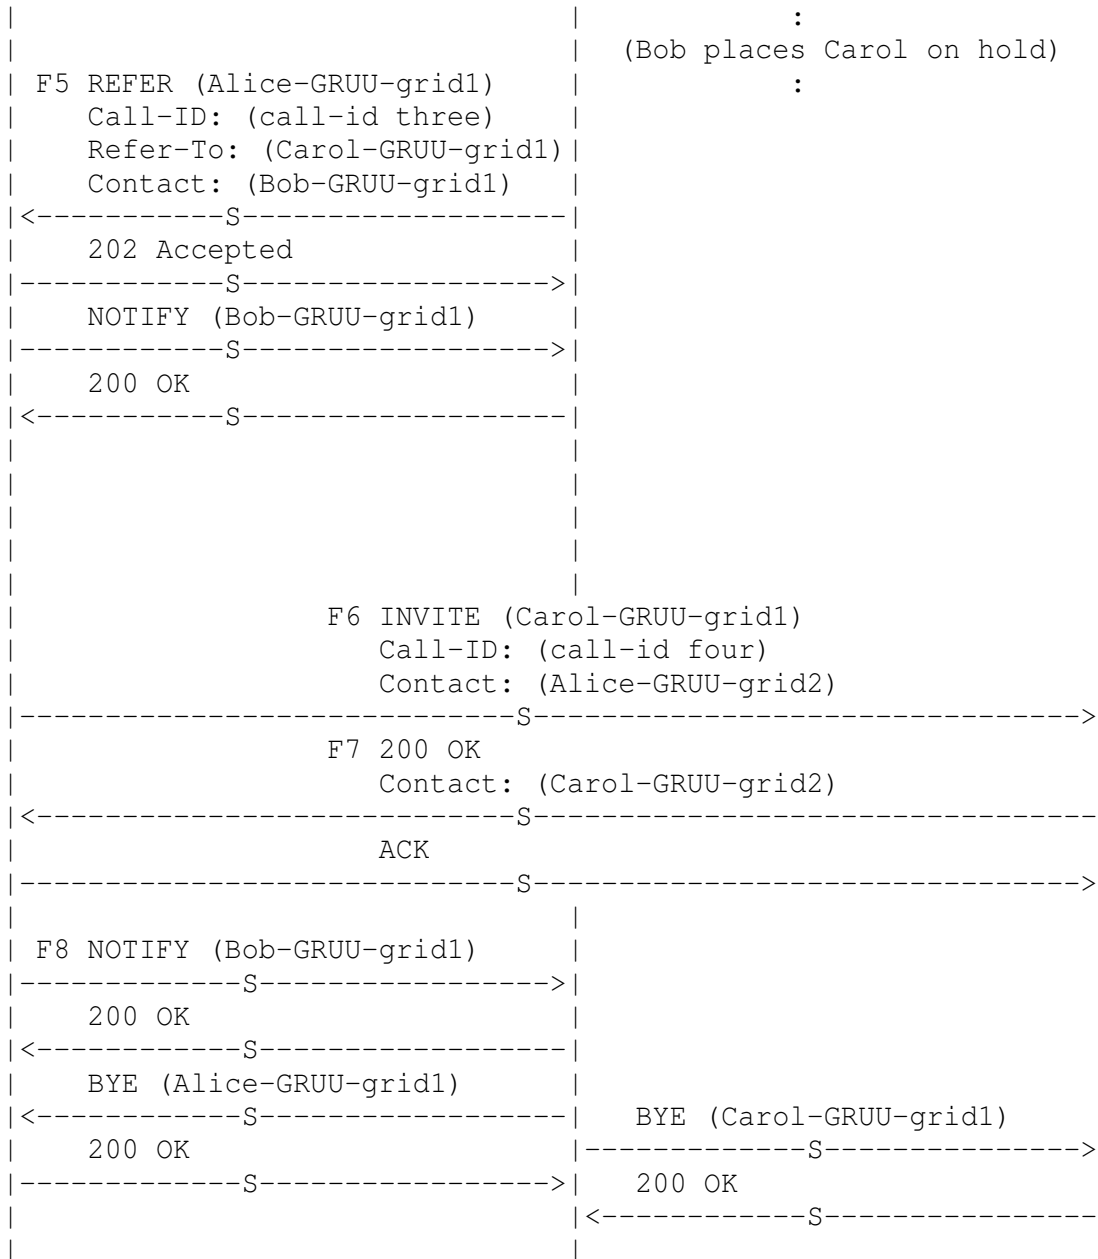 |                                |            :
|                                |  (Bob places Carol on hold)
| F5 REFER (Alice-GRUU-grid1)    |            :
|    Call-ID: (call-id three)    |
|    Refer-To: (Carol-GRUU-grid1)|
|    Contact: (Bob-GRUU-grid1)   |
|<-----------S-------------------|
|    202 Accepted                |
|------------S------------------>|
|    NOTIFY (Bob-GRUU-grid1)     |
|------------S------------------>|
|    200 OK                      |
|<-----------S-------------------|
|                                |
|                                |
|                                |
|                                |
|                                |
|                  F6 INVITE (Carol-GRUU-grid1)
|                     Call-ID: (call-id four)
|                     Contact: (Alice-GRUU-grid2)
|-----------------------------S-------------------------------->
|                  F7 200 OK
|                     Contact: (Carol-GRUU-grid2)
|<----------------------------S---------------------------------
|                     ACK
|-----------------------------S-------------------------------->
|                                |
| F8 NOTIFY (Bob-GRUU-grid1)     |
|-------------S----------------->|
|    200 OK                      |
|<------------S------------------|
|    BYE (Alice-GRUU-grid1)      |
|<------------S------------------|   BYE (Carol-GRUU-grid1)
|    200 OK                      |-------------S--------------->
|-------------S----------------->|   200 OK
|                                |<------------S----------------
|                                |